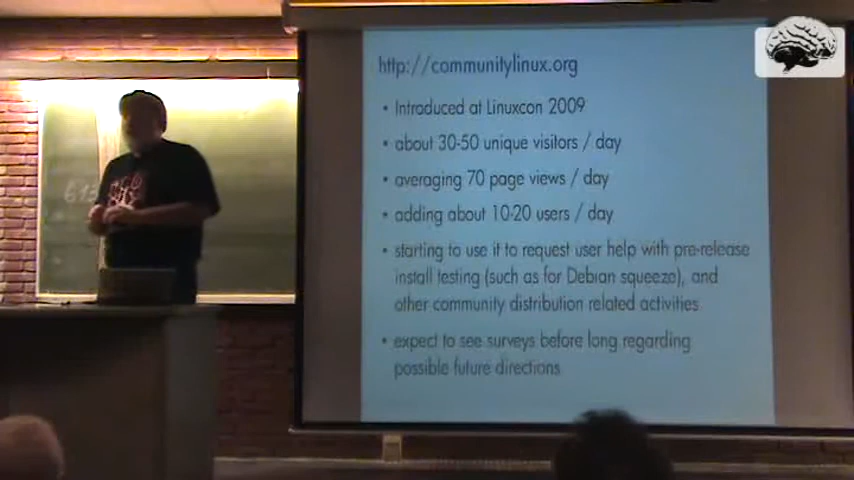 http://communitylinux.org
• Introduced at Linuxcon 2009
• about 30-50 unique visitors / day
• averaging 70 page views / day
• adding about 10-20 users / day
• starting to use it to request user help with pre-release
install testing (such as for Debian squeeze), and
other community distribution related activities
• expect to see surveys before long regarding
possible future directions